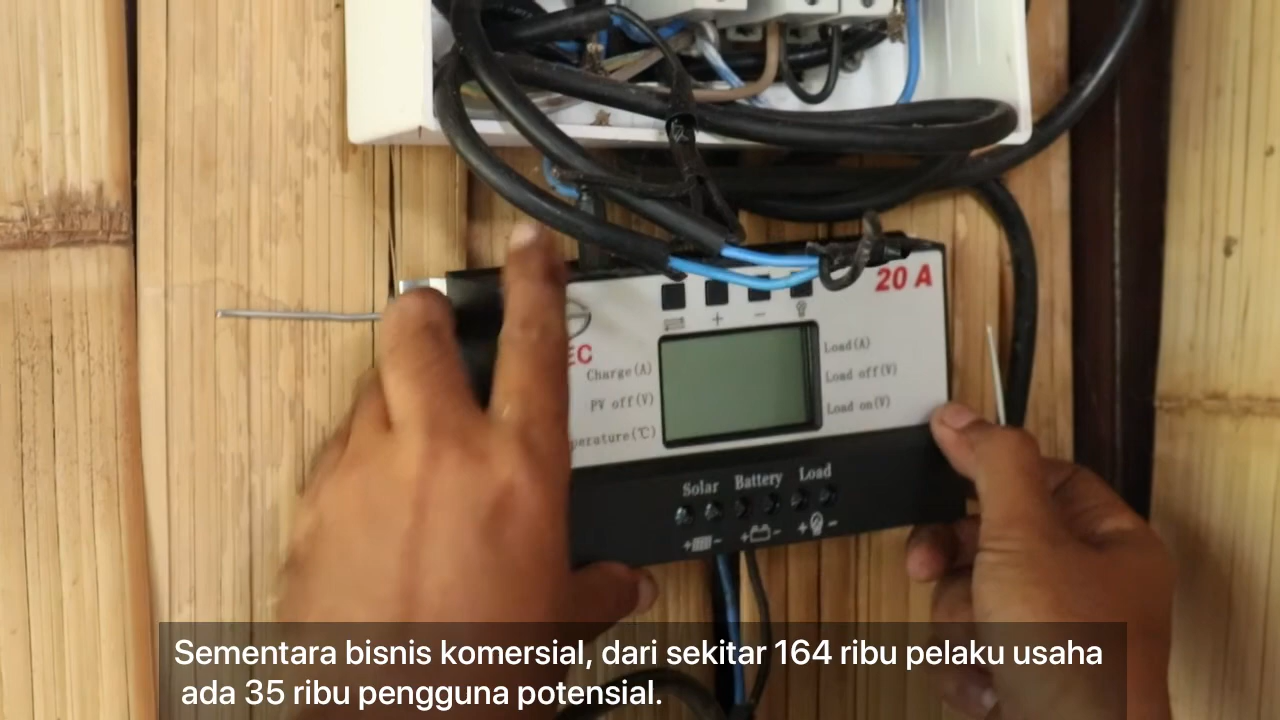 20 A
EC
Charge(A)
PV off(V)
perature(℃)
Load(A)
Load off(V)
Load on(V)
Solar Battery Load
+ - + - + -
Sementara bisnis komersial, dari sekitar 164 ribu pelaku usaha
ada 35 ribu pengguna potensial.